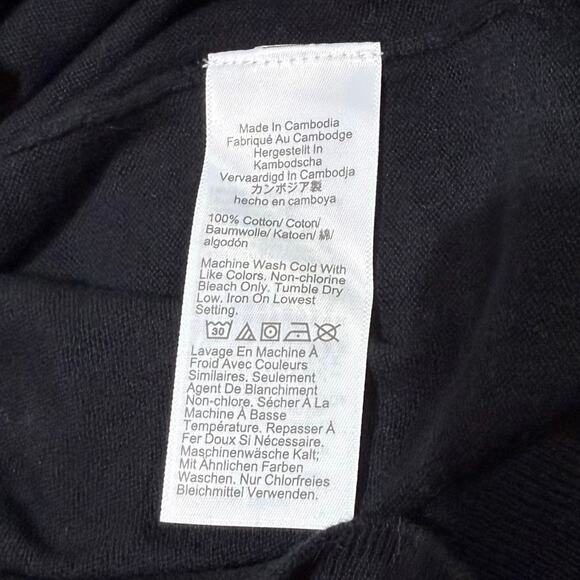 Made In Cambodia
Fabriqué Au Cambodge
Hergestellt In
Kambodscha
Vervaardigd In Cambodja
カンボジア製
hecho en camboya
100% Cotton/ Coton/
Baumwolle/ Katoen/ 綿/
algodón
Machine Wash Cold With
Like Colors. Non-chlorine
Bleach Only. Tumble Dry
Low. Iron On Lowest
Setting.
30
Lavage En Machine À
Froid Avec Couleurs
Similaires. Seulement
Agent De Blanchiment
Non-chlore. Sécher À La
Machine À Basse
Température. Repasser À
Fer Doux Si Nécessaire.
Maschinenwäsche Kalt;
Mit Ähnlichen Farben
Waschen. Nur Chlorfreies
Bleichmittel Verwenden.